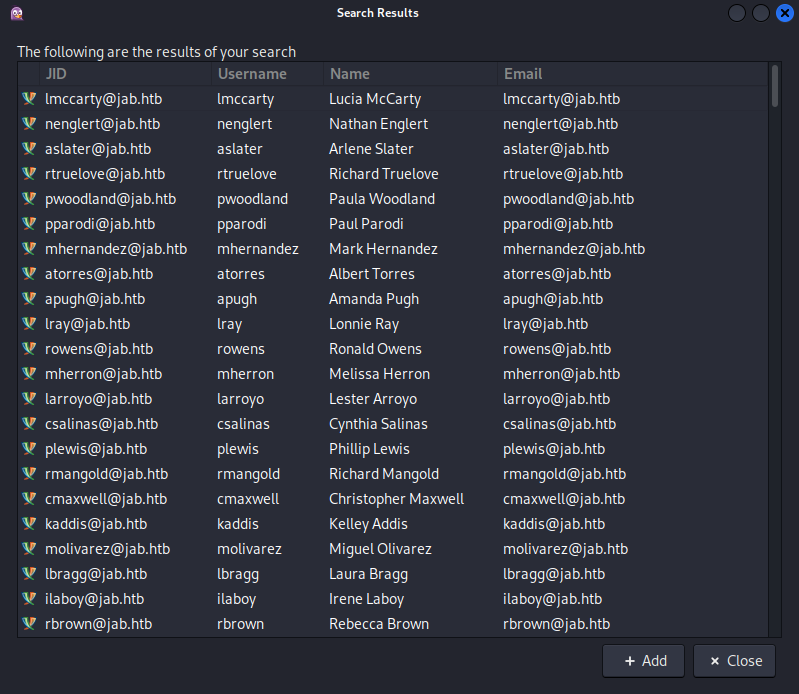 Search Results
The following are the results of your search
JID Username Name Email
lmccarty@jab.htb lmccarty Lucia McCarty lmccarty@jab.htb
nenglert@jab.htb nenglert Nathan Englert nenglert@jab.htb
aslater@jab.htb aslater Arlene Slater aslater@jab.htb
rtruelove@jab.htb rtruelove Richard Truelove rtruelove@jab.htb
pwoodland@jab.htb pwoodland Paula Woodland pwoodland@jab.htb
pparodi@jab.htb pparodi Paul Parodi pparodi@jab.htb
mhernandez@jab.htb mhernandez Mark Hernandez mhernandez@jab.htb
atorres@jab.htb atorres Albert Torres atorres@jab.htb
apugh@jab.htb apugh Amanda Pugh apugh@jab.htb
lray@jab.htb lray Lonnie Ray lray@jab.htb
rowens@jab.htb rowens Ronald Owens rowens@jab.htb
mherron@jab.htb mherron Melissa Herron mherron@jab.htb
larroyo@jab.htb larroyo Lester Arroyo larroyo@jab.htb
csalinas@jab.htb csalinas Cynthia Salinas csalinas@jab.htb
plewis@jab.htb plewis Phillip Lewis plewis@jab.htb
rmangold@jab.htb rmangold Richard Mangold rmangold@jab.htb
cmaxwell@jab.htb cmaxwell Christopher Maxwell cmaxwell@jab.htb
kaddis@jab.htb kaddis Kelley Addis kaddis@jab.htb
molivarez@jab.htb molivarez Miguel Olivarez molivarez@jab.htb
lbragg@jab.htb lbragg Laura Bragg lbragg@jab.htb
ilaboy@jab.htb ilaboy Irene Laboy ilaboy@jab.htb
rbrown@jab.htb rbrown Rebecca Brown rbrown@jab.htb
+ Add × Close